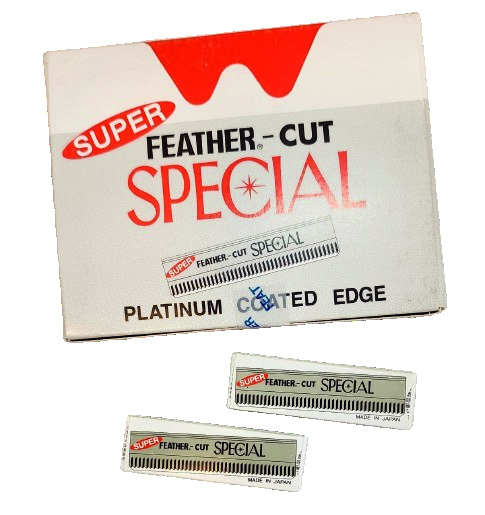 SUPER
FEATHER®-CUT
SPECIAL
SUPER FEATHER.-CUT SPECIAL
PLATINUM COATED EDGE
SUPER FEATHER.-CUT SPECIAL
MADE IN JAPAN
SUPER FEATHER.-CUT SPECIAL
MADE IN JAPAN